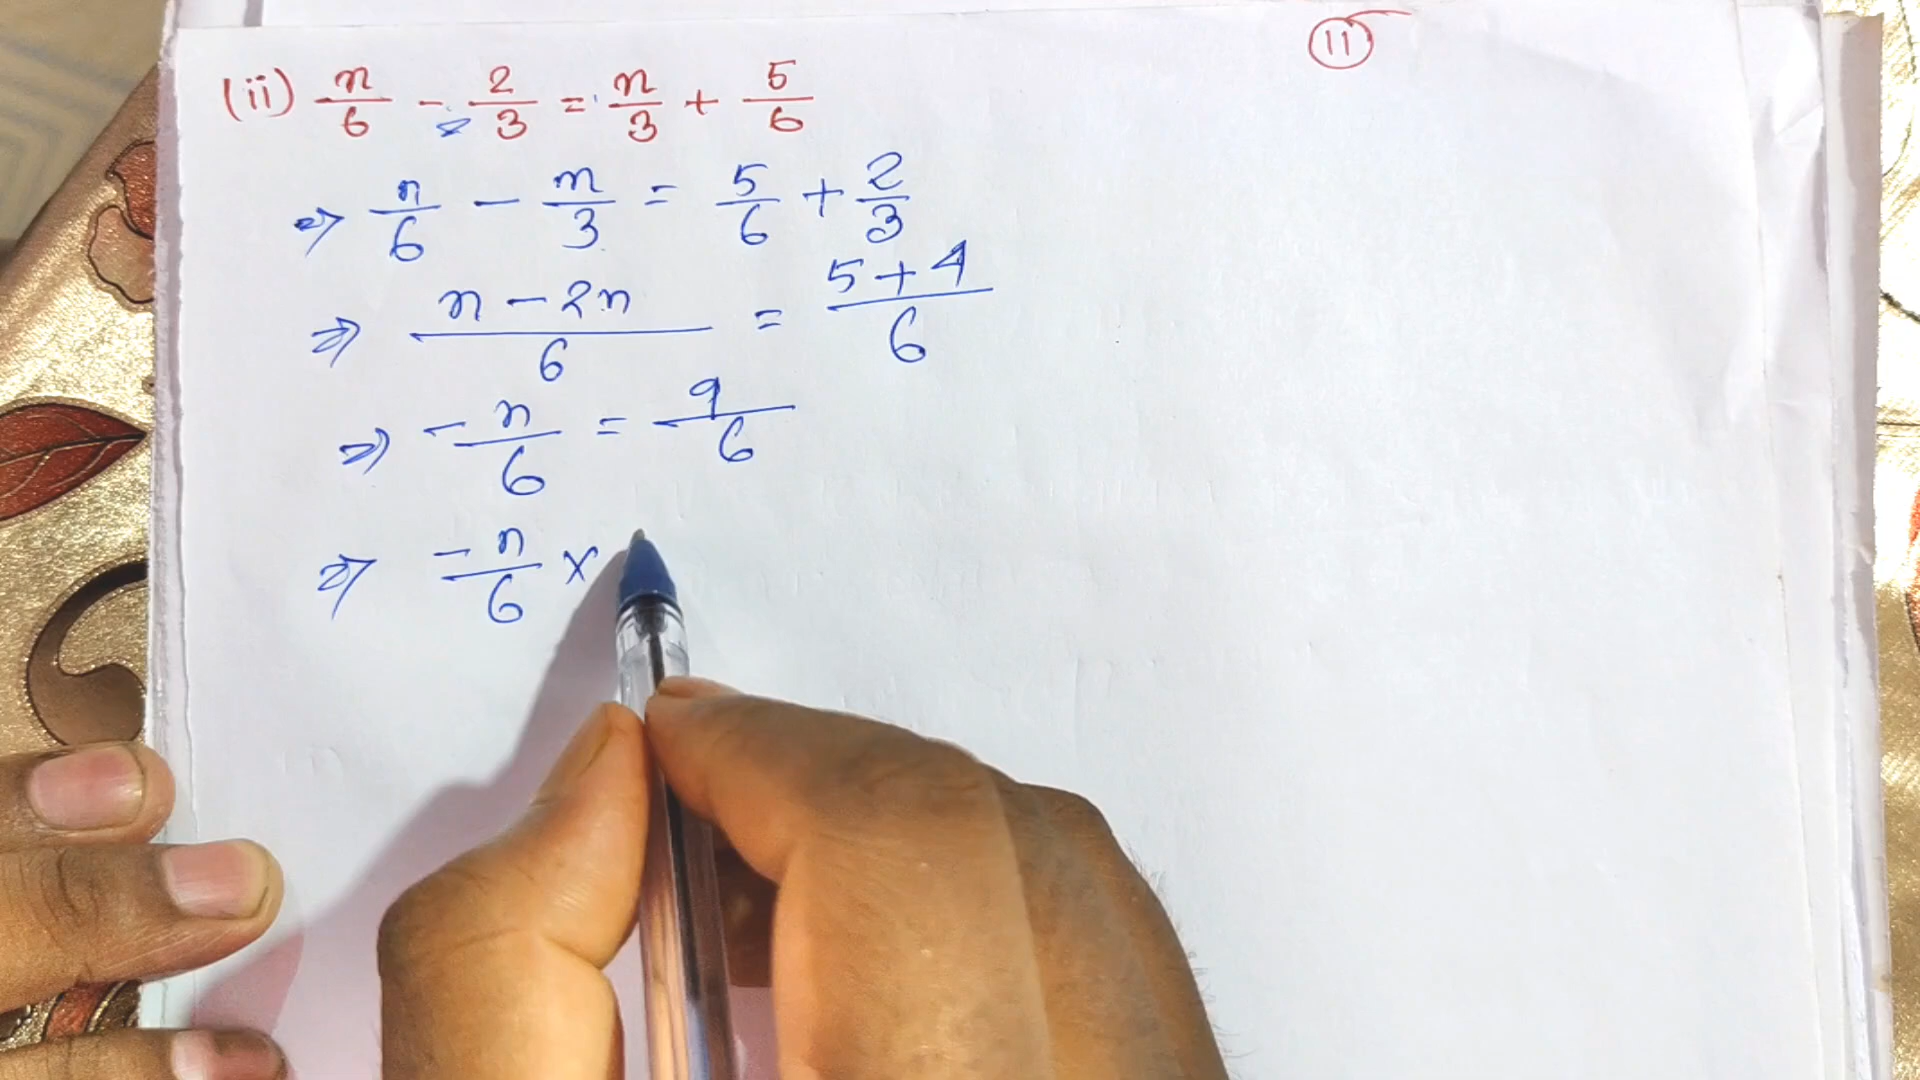 11
(ii) n/6 - 2/3 = n/3 + 5/6
⇒ n/6 - n/3 = 5/6 + 2/3
⇒ (n - 2n)/6 = (5 + 4)/6
⇒ -n/6 = 9/6
⇒ -n/6 ×